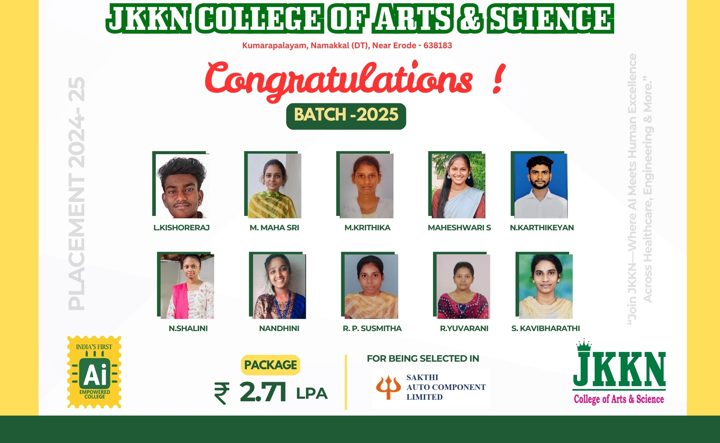 JKKN COLLEGE OF ARTS & SCIENCE
Kumarapalayam, Namakkal (DT), Near Erode - 638183
Congratulations !
BATCH -2025
PLACEMENT 2024- 25
"Join JKKN—Where AI Meets Human Excellence
Across Healthcare, Engineering & More."
L.KISHORERAJ
M. MAHA SRI
M.KRITHIKA
MAHESHWARI S
N.KARTHIKEYAN
N.SHALINI
NANDHINI
R. P. SUSMITHA
R.YUVARANI
S. KAVIBHARATHI
INDIA'S FIRST
Ai
EMPOWERED
COLLEGE
PACKAGE
₹ 2.71 LPA
FOR BEING SELECTED IN
SAKTHI
AUTO COMPONENT
LIMITED
JKKN
College of Arts & Science